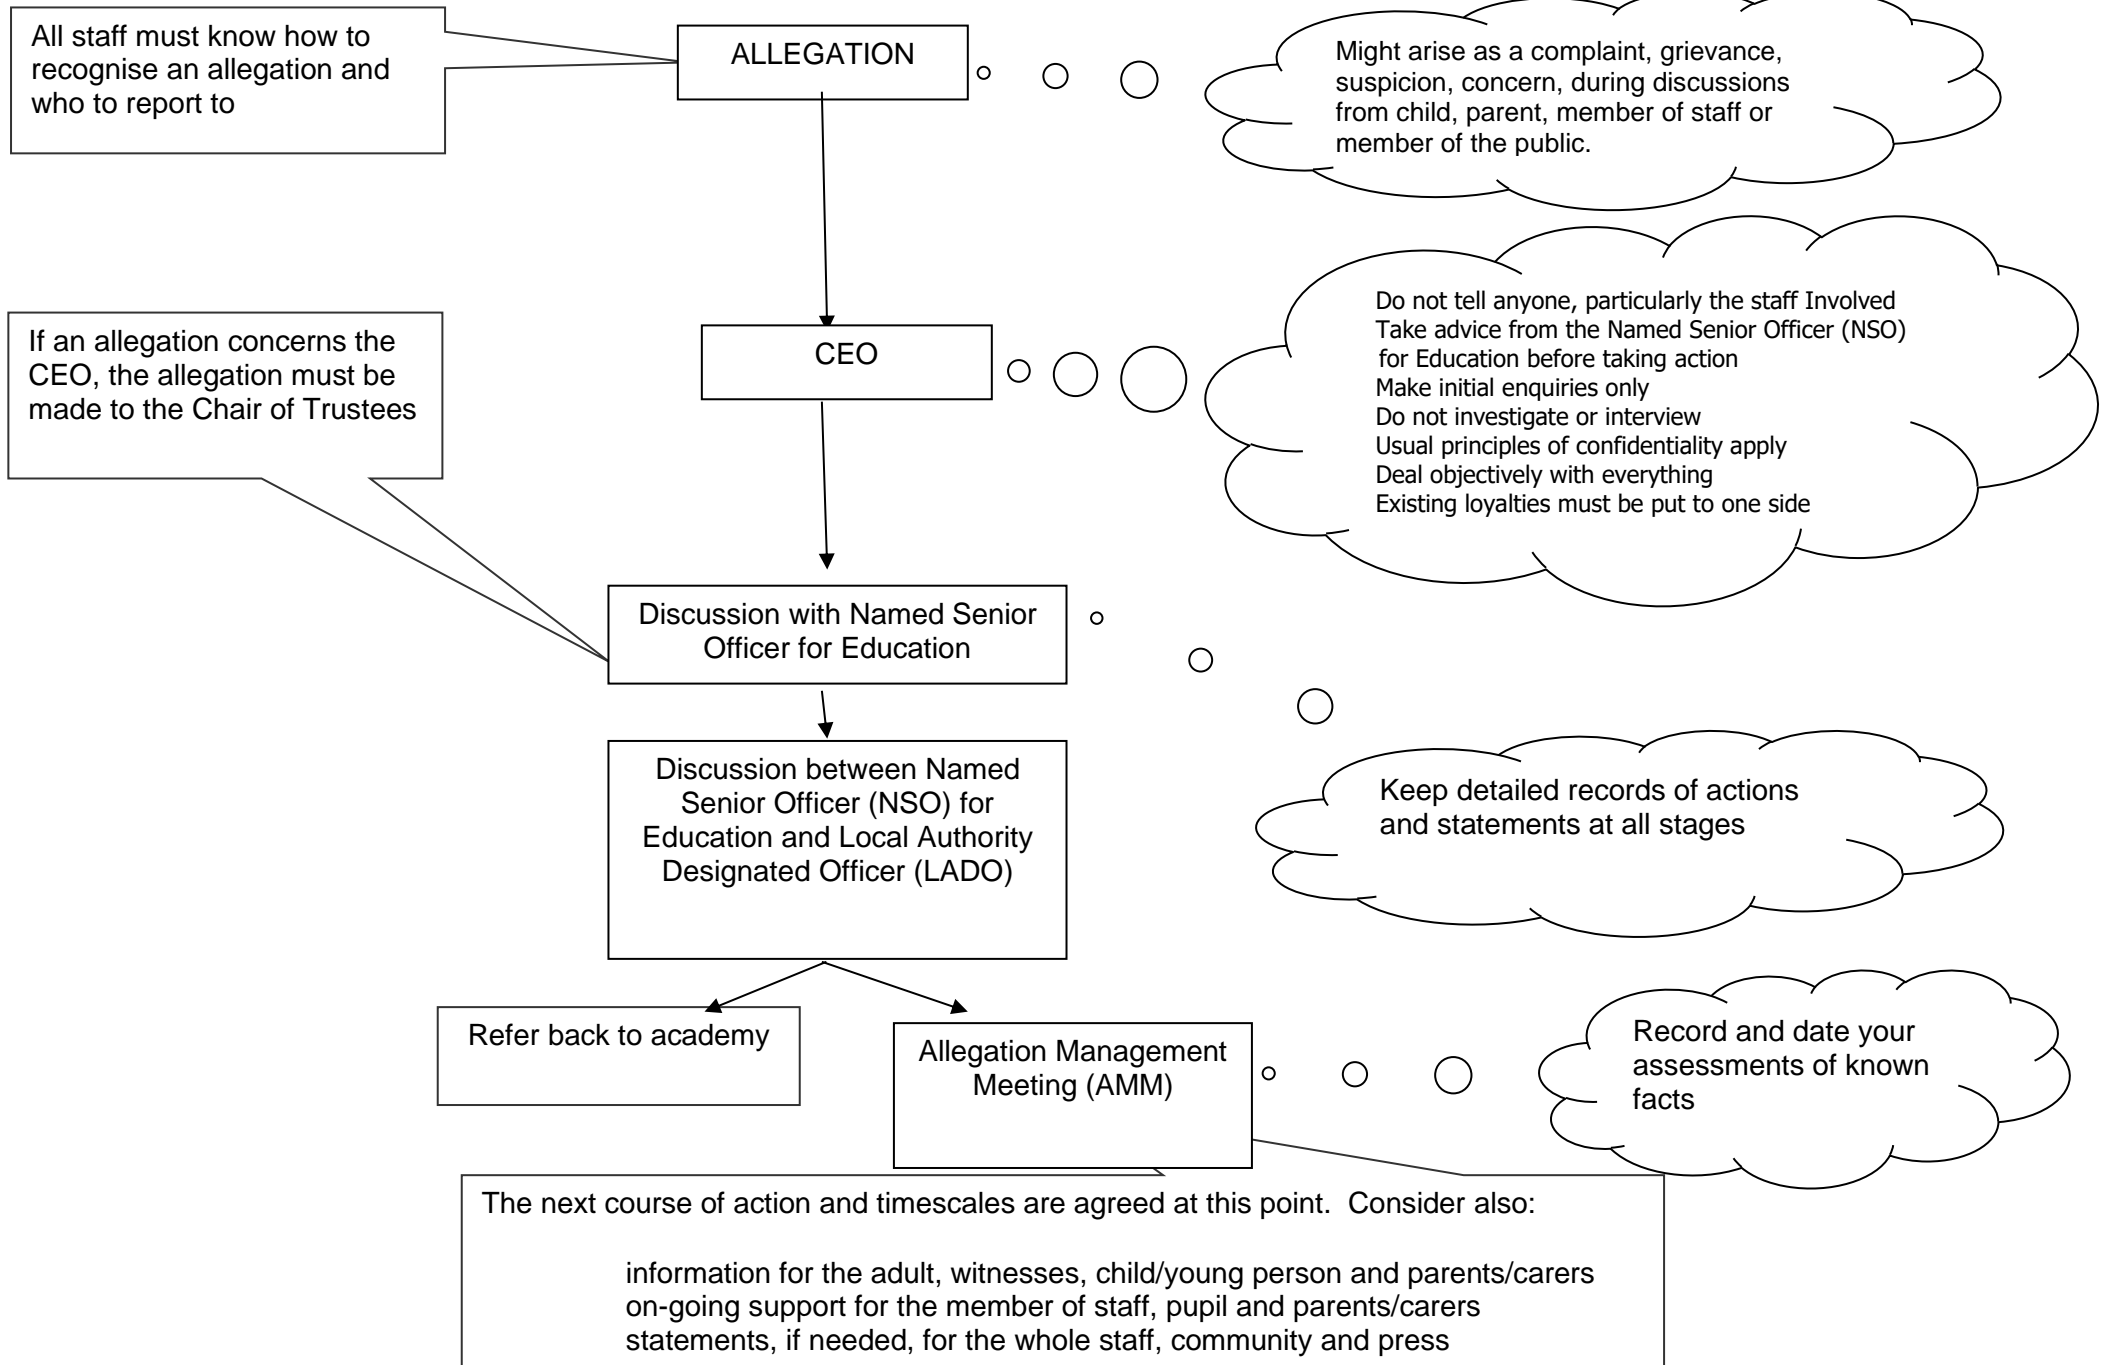 All staff must know how to
recognise an allegation and
who to report to
ALLEGATION
Might arise as a complaint, grievance,
suspicion, concern, during discussions
from child, parent, member of staff or
member of the public.
If an allegation concerns the
CEO, the allegation must be
made to the Chair of Trustees
CEO
Do not tell anyone, particularly the staff Involved
Take advice from the Named Senior Officer (NSO)
for Education before taking action
Make initial enquiries only
Do not investigate or interview
Usual principles of confidentiality apply
Deal objectively with everything
Existing loyalties must be put to one side
Discussion with Named Senior
Officer for Education
Discussion between Named
Senior Officer (NSO) for
Education and Local Authority
Designated Officer (LADO)
Keep detailed records of actions
and statements at all stages
Refer back to academy
Allegation Management
Meeting (AMM)
Record and date your
assessments of known
facts
The next course of action and timescales are agreed at this point.  Consider also:
information for the adult, witnesses, child/young person and parents/carers
on-going support for the member of staff, pupil and parents/carers
statements, if needed, for the whole staff, community and press